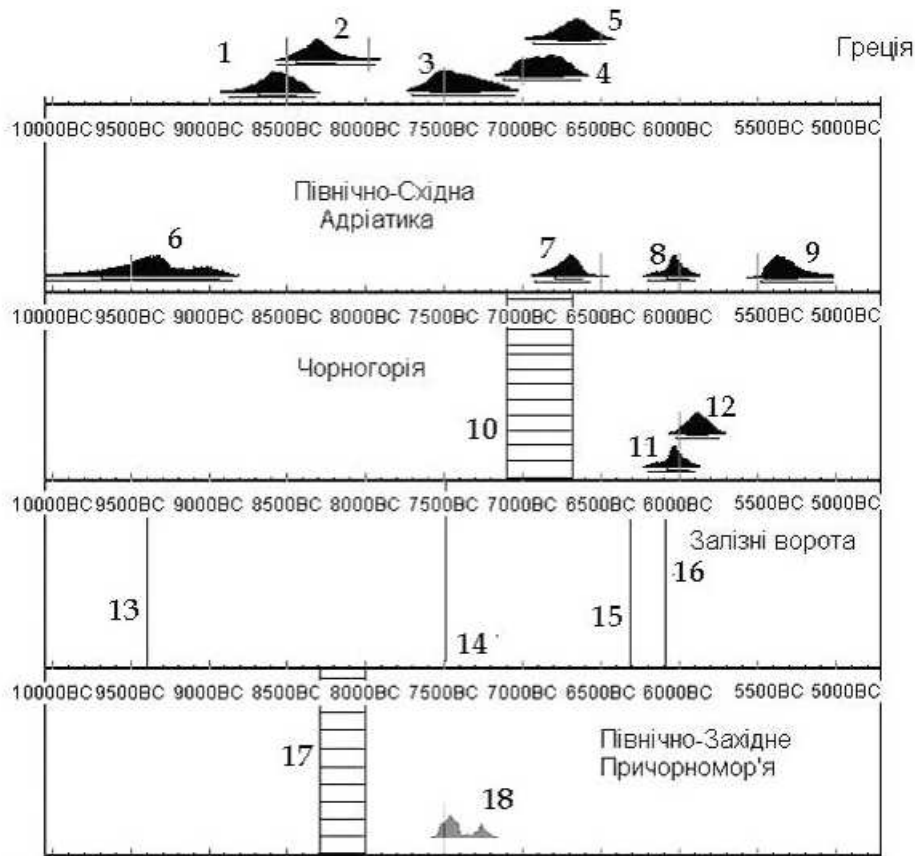 1 2 3 4 5 Греція
10000BC 9500BC 9000BC 8500BC 8000BC 7500BC 7000BC 6500BC 6000BC 5500BC 5000BC
Північно-Східна
Адріатика
6 7 8 9
10000BC 9500BC 9000BC 8500BC 8000BC 7500BC 7000BC 6500BC 6000BC 5500BC 5000BC
Чорногорія
10 11 12
10000BC 9500BC 9000BC 8500BC 8000BC 7500BC 7000BC 6500BC 6000BC 5500BC 5000BC
Залізні ворота
13 14 15 16
10000BC 9500BC 9000BC 8500BC 8000BC 7500BC 7000BC 6500BC 6000BC 5500BC 5000BC
Північно-Західне
Причорномор'я
17 18